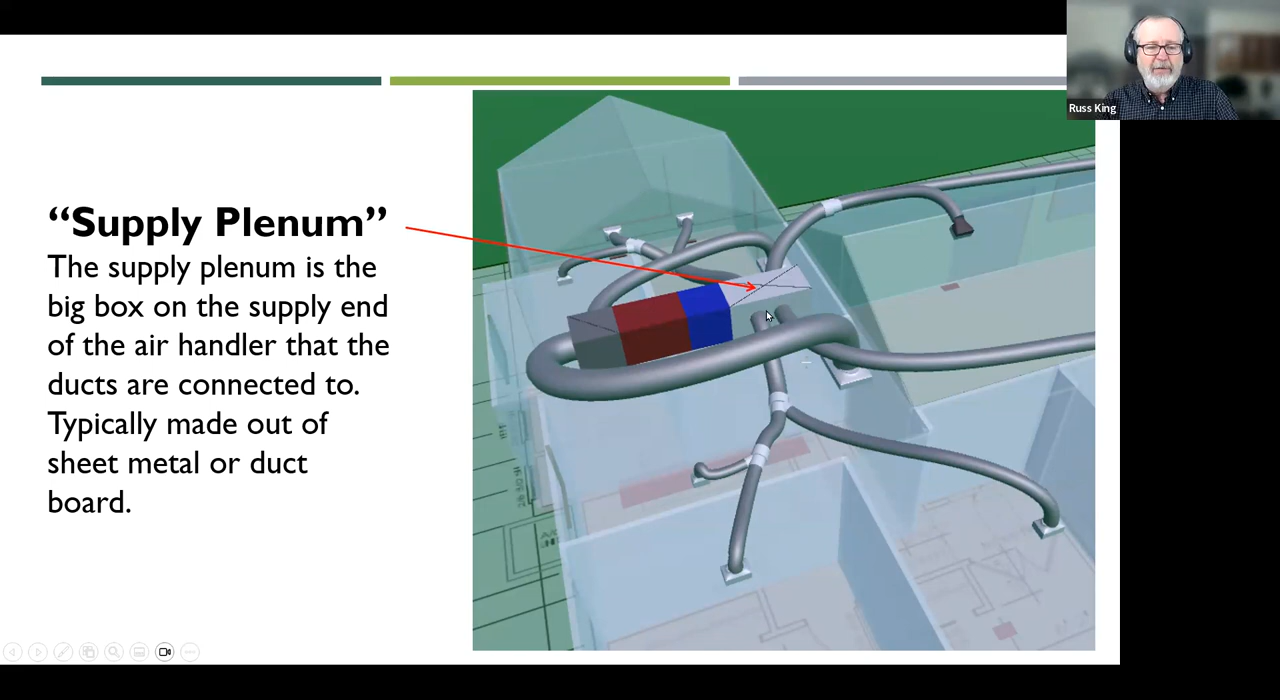 Russ King
“Supply Plenum”
The supply plenum is the
big box on the supply end
of the air handler that the
ducts are connected to.
Typically made out of
sheet metal or duct
board.